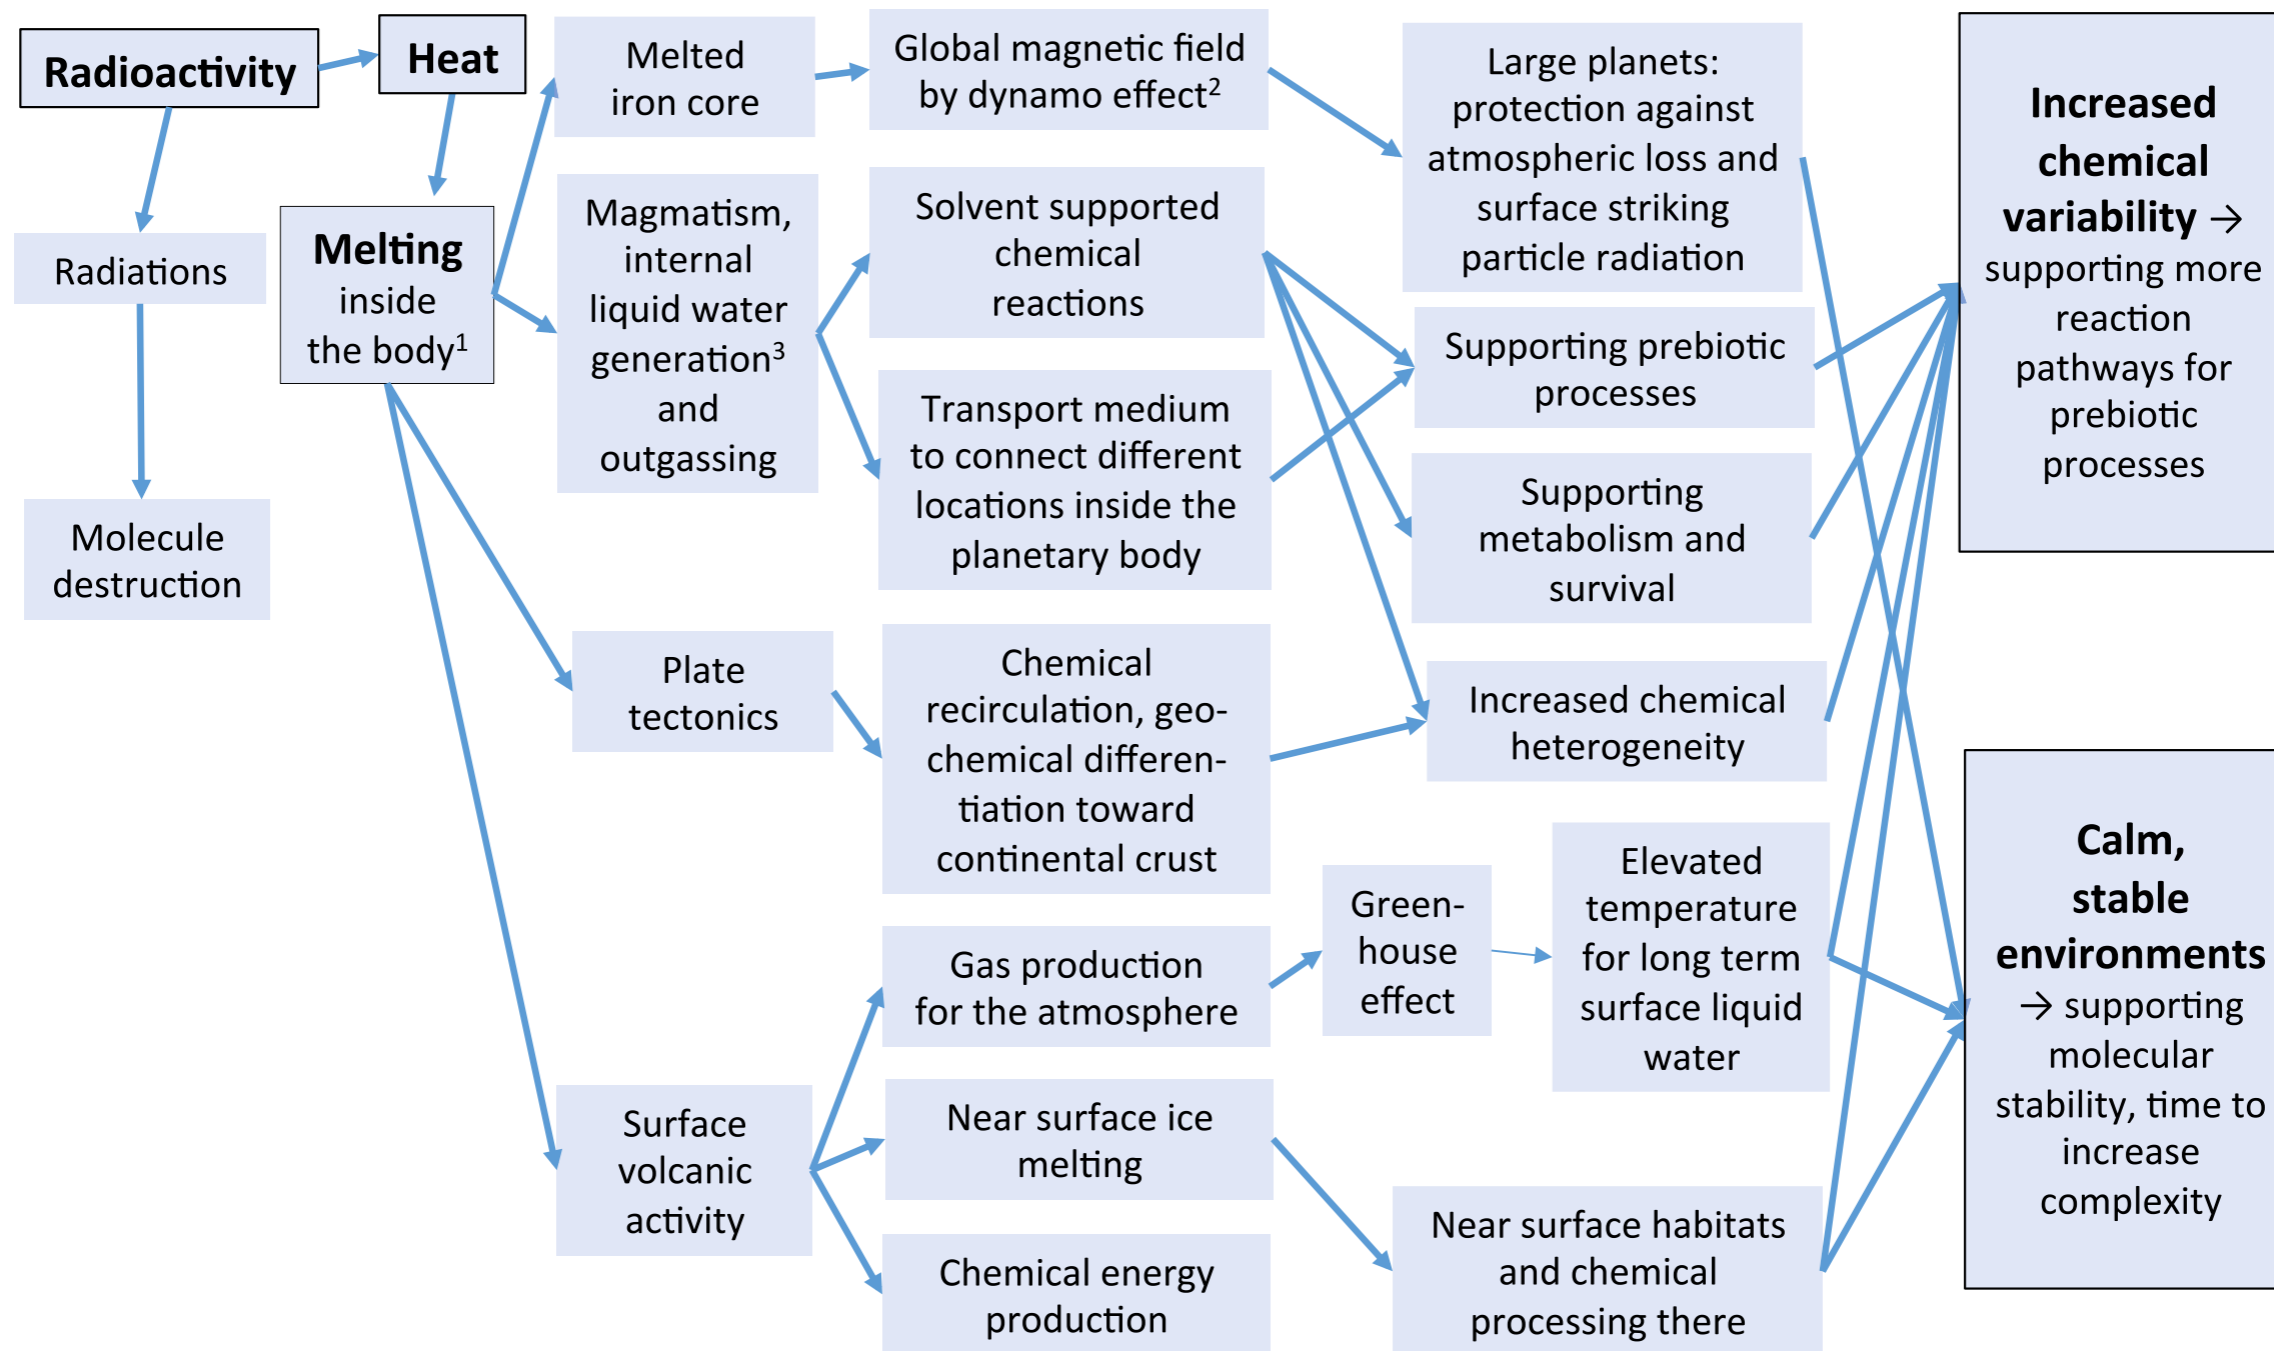 Radioactivity
Heat
Melted
iron core
Global magnetic field
by dynamo effect²
Large planets:
protection against
atmospheric loss and
surface striking
particle radiation
Increased
chemical
variability →
supporting more
reaction
pathways for
prebiotic
processes
Radiations
Melting
inside
the body¹
Magmatism,
internal
liquid water
generation³
and
outgassing
Solvent supported
chemical
reactions
Supporting prebiotic
processes
Transport medium
to connect different
locations inside the
planetary body
Supporting
metabolism and
survival
Molecule
destruction
Plate
tectonics
Chemical
recirculation, geo-
chemical differen-
tiation toward
continental crust
Increased chemical
heterogeneity
Calm,
stable
environments
→ supporting
molecular
stability, time to
increase
complexity
Gas production
for the atmosphere
Green-
house
effect
Elevated
temperature
for long term
surface liquid
water
Surface
volcanic
activity
Near surface ice
melting
Near surface habitats
and chemical
processing there
Chemical energy
production